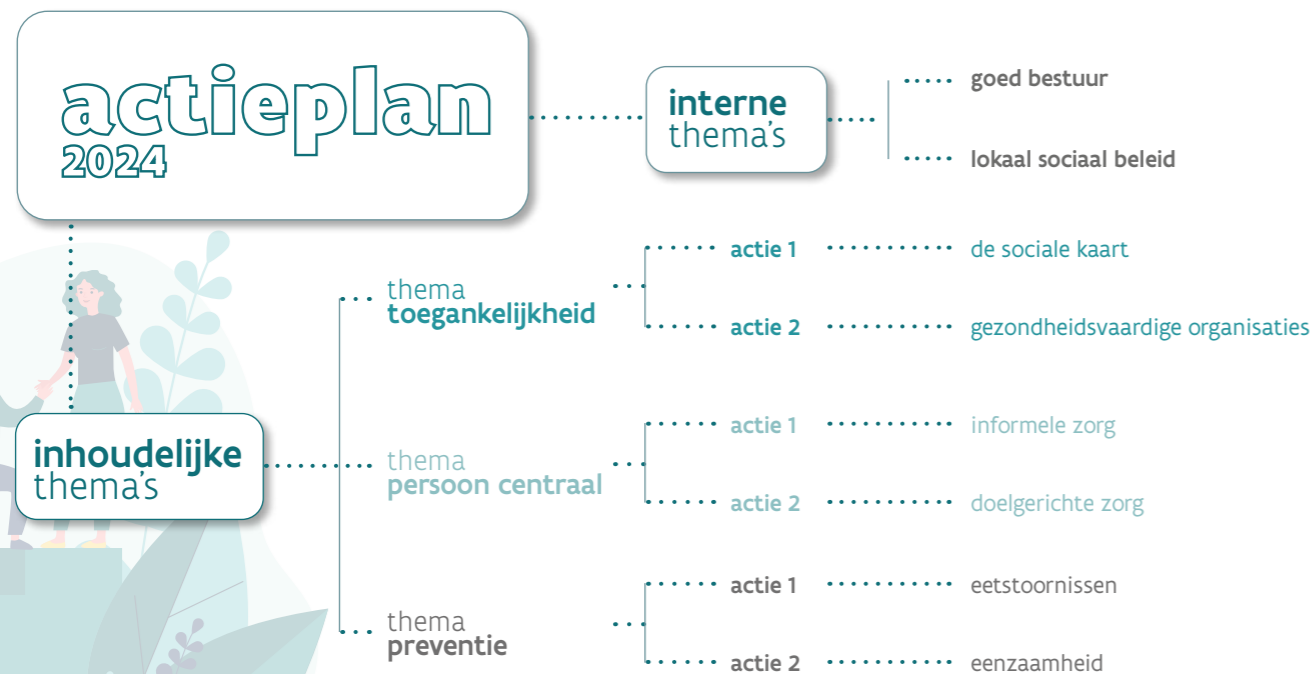 actieplan
2024
interne
thema's
goed bestuur
lokaal sociaal beleid
inhoudelijke
thema's
thema
toegankelijkheid
actie 1
de sociale kaart
actie 2
gezondheidsvaardige organisaties
thema
persoon centraal
actie 1
informele zorg
actie 2
doelgerichte zorg
thema
preventie
actie 1
eetstoornissen
actie 2
eenzaamheid